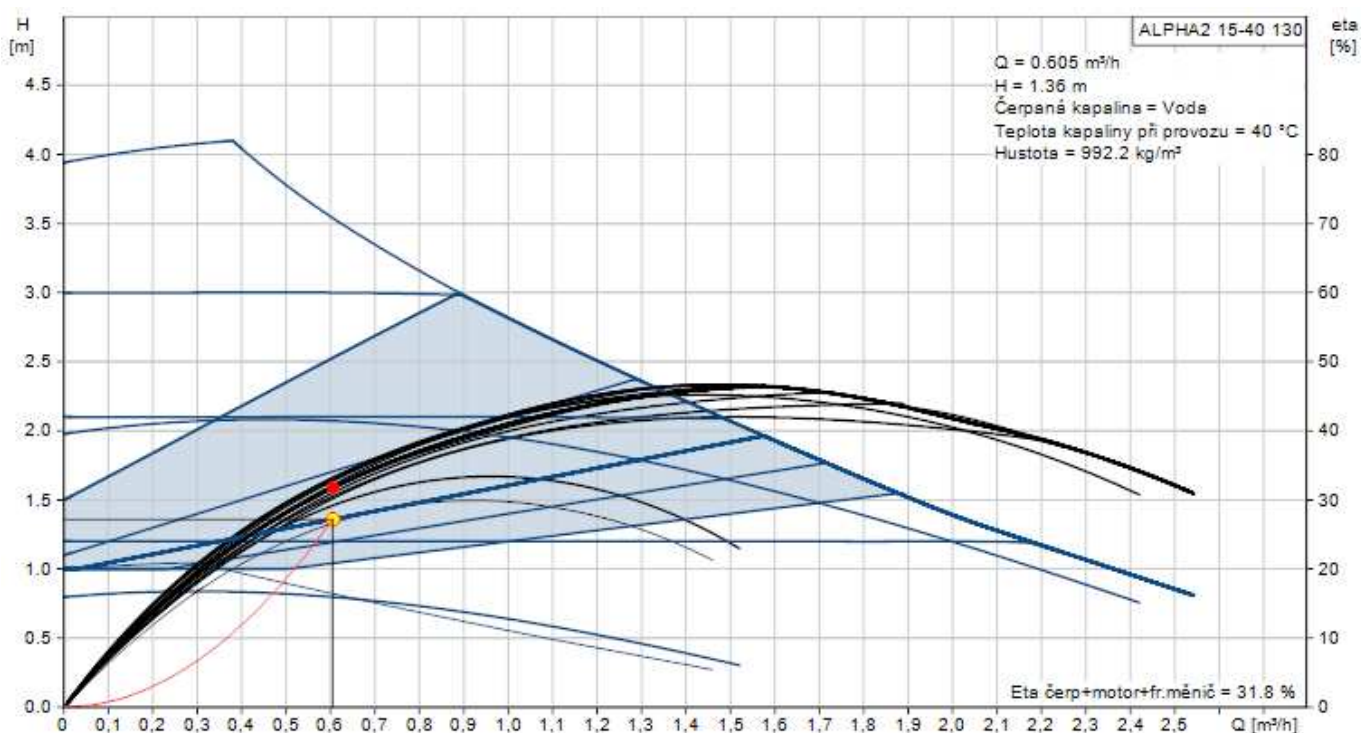 H
[m]
ALPHA2 15-40 130
eta
[%]
Q = 0.605 m³/h
H = 1.36 m
Čerpaná kapalina = Voda
Teplota kapaliny při provozu = 40 °C
Hustota = 992.2 kg/m³
4.5
4.0
80
3.5
70
3.0
60
2.5
50
2.0
40
1.5
30
1.0
20
0.5
10
Eta čerp+motor+fr.měnič = 31.8 %
0.0
0
0 0,1 0,2 0,3 0,4 0,5 0,6 0,7 0,8 0,9 1,0 1,1 1,2 1,3 1,4 1,5 1,6 1,7 1,8 1,9 2,0 2,1 2,2 2,3 2,4 2,5 Q [m³/h]